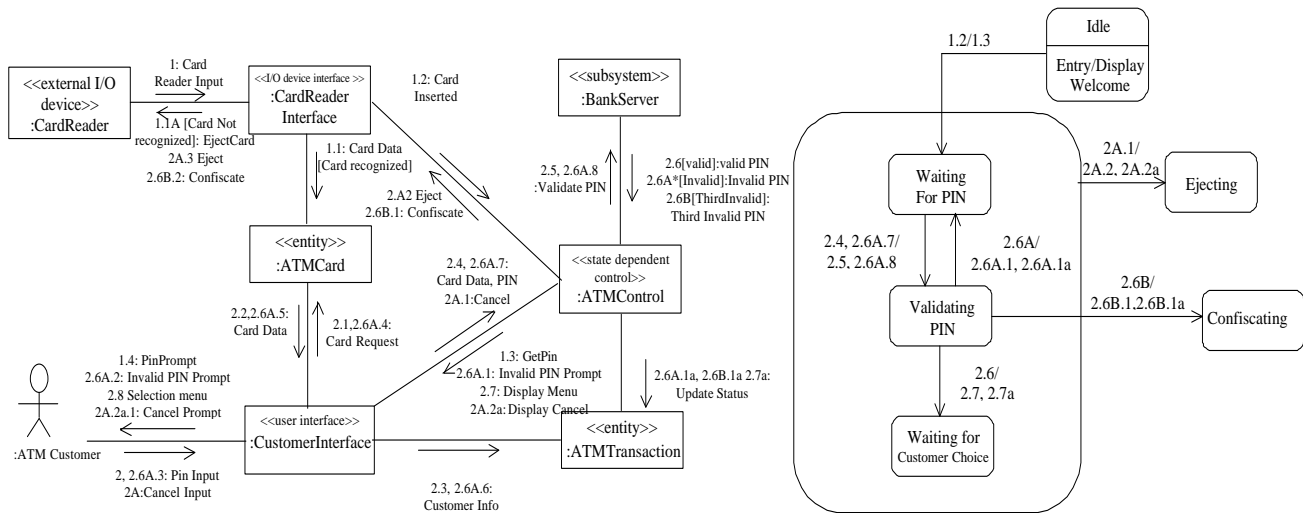 1: Card
Reader Input
<<external I/O
device>>
:CardReader
1.1A [Card Not
recognized]: EjectCard
2A.3 Eject
2.6B.2: Confiscate
<<I/O device interface>>
:CardReader
Interface
1.2: Card
Inserted
1.1: Card Data
[Card recognized]
2.A2 Eject
2.6B.1: Confiscate
<<subsystem>>
:BankServer
2.5, 2.6A.8
:Validate PIN
2.6[valid]:valid PIN
2.6A*[Invalid]:Invalid PIN
2.6B[ThirdInvalid]:
Third Invalid PIN
<<entity>>
:ATMCard
2.4, 2.6A.7:
Card Data, PIN
2A.1:Cancel
<<state dependent
control>>
:ATMControl
2.2,2.6A.5:
Card Data
2.1,2.6A.4:
Card Request
1.4: PinPrompt
2.6A.2: Invalid PIN Prompt
2.8 Selection menu
2A.2a.1: Cancel Prompt
1.3: GetPin
2.6A.1: Invalid PIN Prompt
2.7: Display Menu
2A.2a: Display Cancel
2.6A.1a, 2.6B.1a 2.7a:
Update Status
:ATM Customer
<<user interface>>
:CustomerInterface
<<entity>>
:ATMTransaction
2, 2.6A.3: Pin Input
2A:Cancel Input
2.3, 2.6A.6:
Customer Info
1.2/1.3
Idle
Entry/Display
Welcome
Waiting
For PIN
2A.1/
2A.2, 2A.2a
Ejecting
2.4, 2.6A.7/
2.5, 2.6A.8
2.6A/
2.6A.1, 2.6A.1a
Validating
PIN
2.6B/
2.6B.1,2.6B.1a
Confiscating
2.6/
2.7, 2.7a
Waiting for
Customer Choice